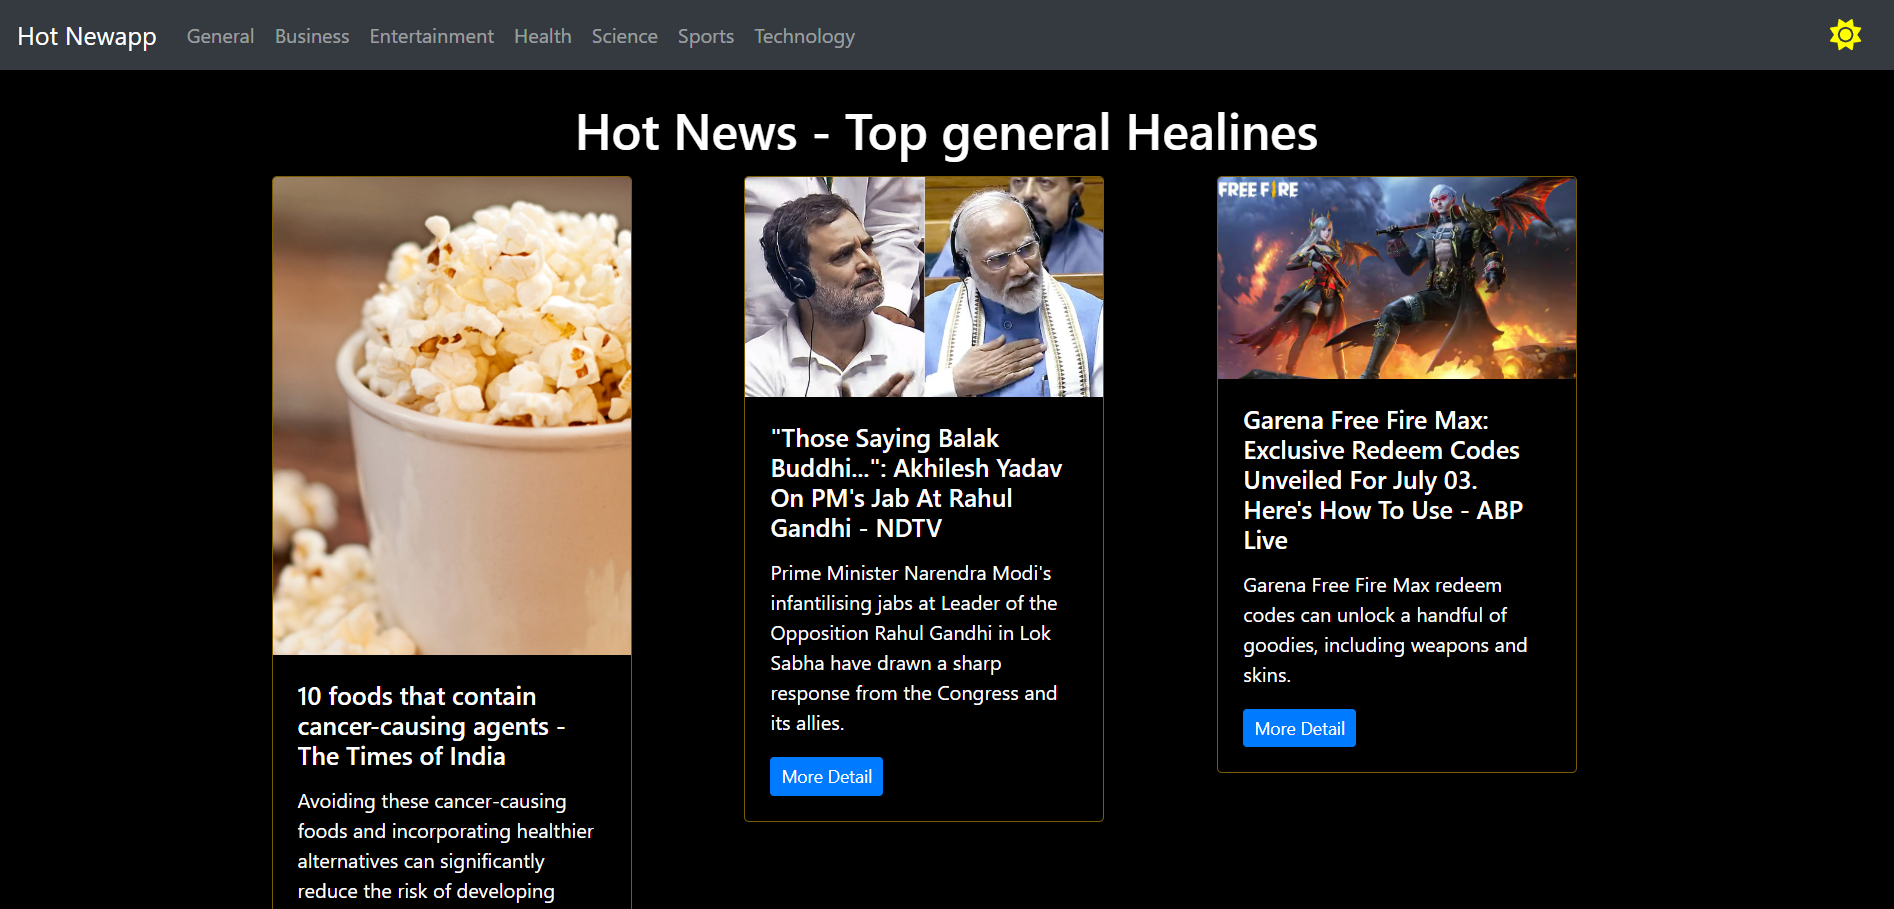 Hot Newapp General Business Entertainment Health Science Sports Technology
Hot News - Top general Healines
10 foods that contain
cancer-causing agents -
The Times of India
Avoiding these cancer-causing
foods and incorporating healthier
alternatives can significantly
reduce the risk of developing
"Those Saying Balak
Buddhi...": Akhilesh Yadav
On PM's Jab At Rahul
Gandhi - NDTV
Prime Minister Narendra Modi's
infantilising jabs at Leader of the
Opposition Rahul Gandhi in Lok
Sabha have drawn a sharp
response from the Congress and
its allies.
More Detail
FREE FIRE
Garena Free Fire Max:
Exclusive Redeem Codes
Unveiled For July 03.
Here's How To Use - ABP
Live
Garena Free Fire Max redeem
codes can unlock a handful of
goodies, including weapons and
skins.
More Detail